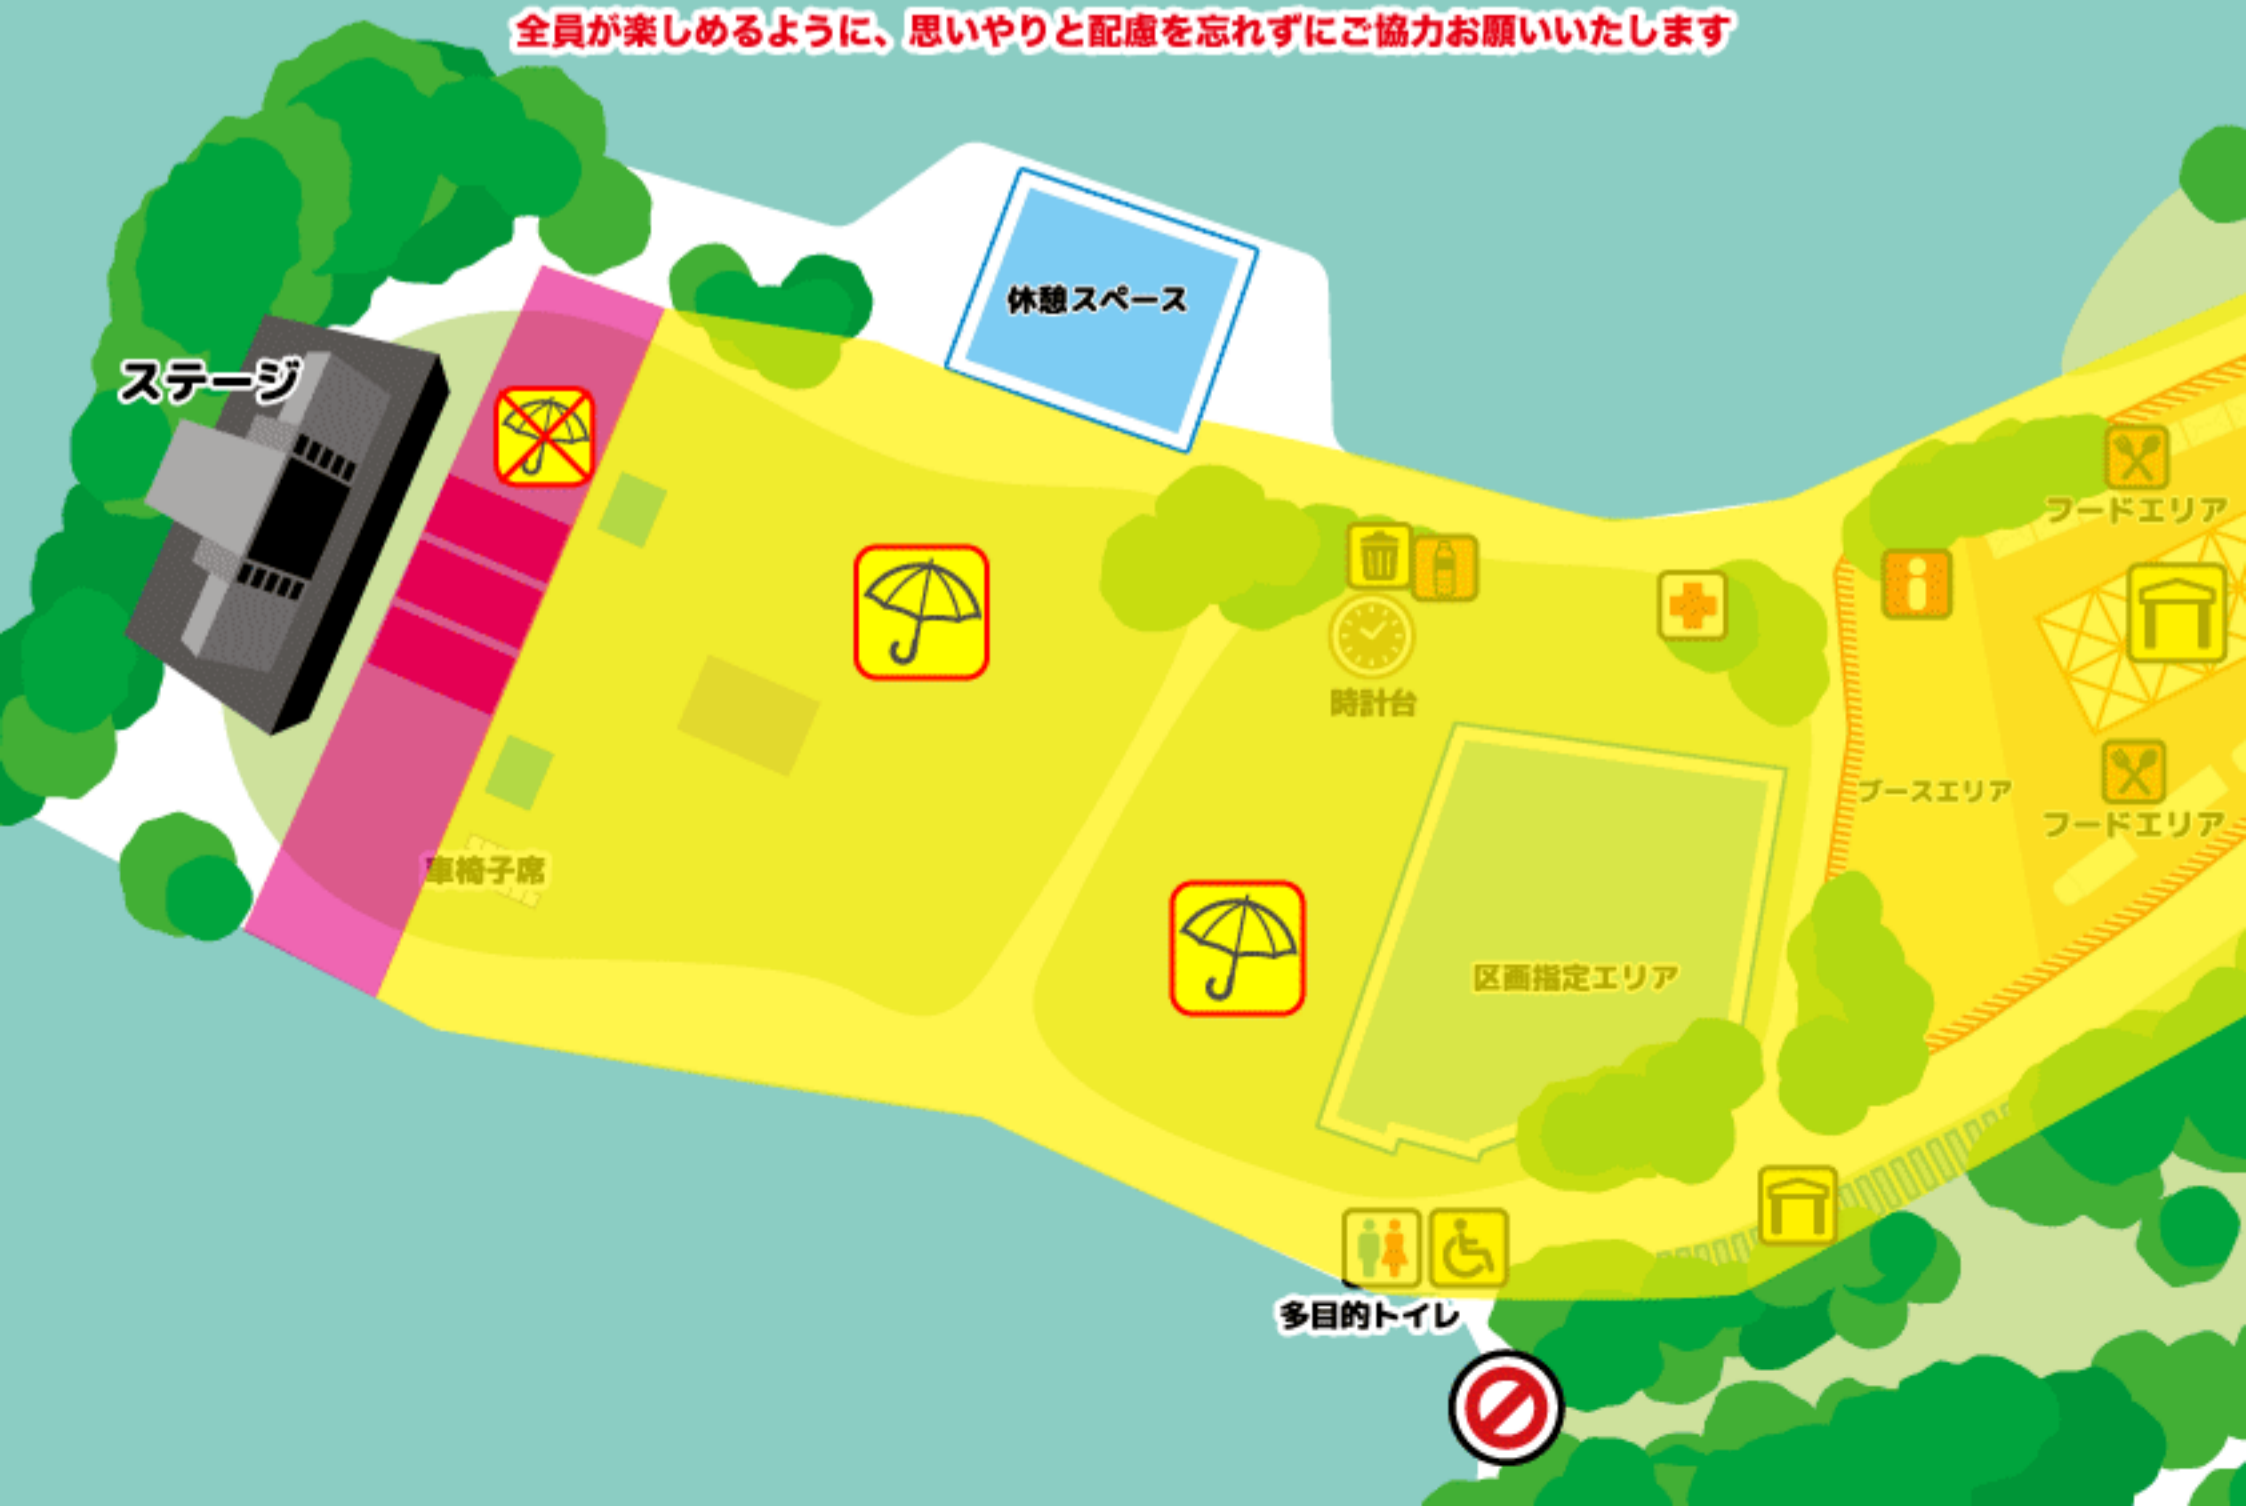 全員が楽しめるように、思いやりと配慮を忘れずにご協力お願いいたします
休憩スペース
ステージ
フードエリア
時計台
ブースエリア
フードエリア
車椅子席
区画指定エリア
多目的トイレ